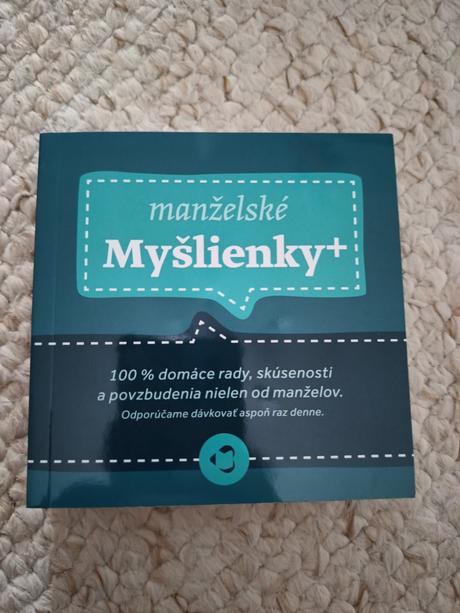 manželské
Myšlienky+
100 % domáce rady, skúsenosti
a povzbudenia nielen od manželov.
Odporúčame dávkovať aspoň raz denne.